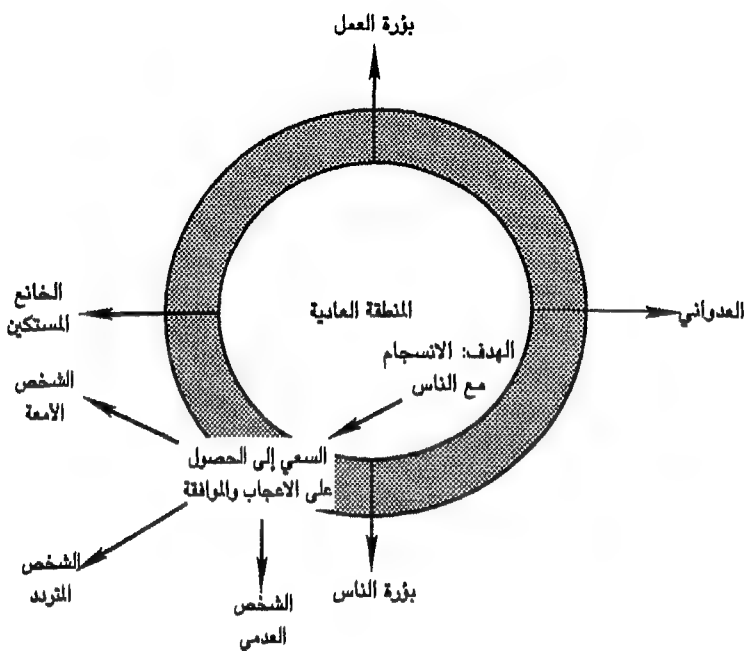 بؤرة العمل
الخانع
المستكين
المنطقة العادية
العدواني
الهدف: الانسجام
مع الناس
الشخص
الامعة
السعي إلى الحصول
على الاعجاب والموافقة
الشخص
المتردد
الشخص
العدمي
بؤرة الناس